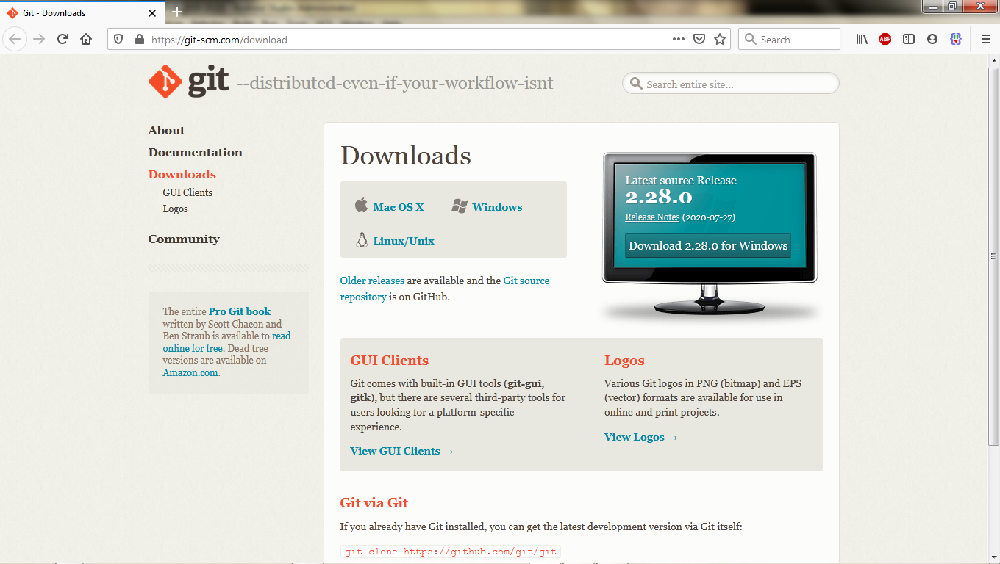 Git - Downloads
https://git-scm.com/download
Search
ABP
git --distributed-even-if-your-workflow-isnt
Search entire site...
About
Documentation
Downloads
GUI Clients
Logos
Community
The entire Pro Git book
written by Scott Chacon and
Ben Straub is available to read
online for free. Dead tree
versions are available on
Amazon.com.
Downloads
Mac OS X
Windows
Linux/Unix
Older releases are available and the Git source
repository is on GitHub.
Latest source Release
2.28.0
Release Notes (2020-07-27)
Download 2.28.0 for Windows
GUI Clients
Git comes with built-in GUI tools (git-gui,
gitk), but there are several third-party tools for
users looking for a platform-specific
experience.
View GUI Clients →
Logos
Various Git logos in PNG (bitmap) and EPS
(vector) formats are available for use in
online and print projects.
View Logos →
Git via Git
If you already have Git installed, you can get the latest development version via Git itself:
git clone https://github.com/git/git